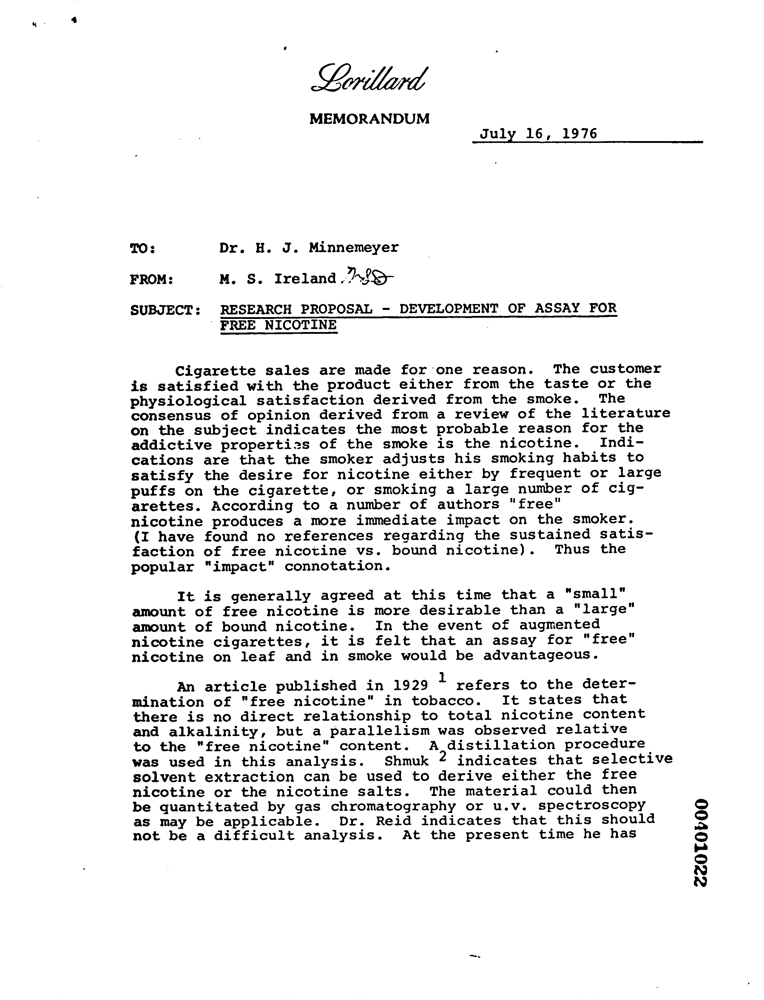 Lorillard
MEMORANDUM
July 16, 1976
TO: Dr. H. J. Minnemeyer
FROM: M. S. Ireland
SUBJECT: RESEARCH PROPOSAL - DEVELOPMENT OF ASSAY FOR
FREE NICOTINE
Cigarette sales are made for one reason. The customer
is satisfied with the product either from the taste or the
physiological satisfaction derived from the smoke. The
consensus of opinion derived from a review of the literature
on the subject indicates the most probable reason for the
addictive properties of the smoke is the nicotine. Indi-
cations are that the smoker adjusts his smoking habits to
satisfy the desire for nicotine either by frequent or large
puffs on the cigarette, or smoking a large number of cig-
arettes. According to a number of authors "free"
nicotine produces a more immediate impact on the smoker.
(I have found no references regarding the sustained satis-
faction of free nicotine vs. bound nicotine). Thus the
popular "impact" connotation.
It is generally agreed at this time that a "small"
amount of free nicotine is more desirable than a "large"
amount of bound nicotine. In the event of augmented
nicotine cigarettes, it is felt that an assay for "free"
nicotine on leaf and in smoke would be advantageous.
An article published in 1929 1 refers to the deter-
mination of "free nicotine" in tobacco. It states that
there is no direct relationship to total nicotine content
and alkalinity, but a parallelism was observed relative
to the "free nicotine" content. A distillation procedure
was used in this analysis. Shmuk 2 indicates that selective
solvent extraction can be used to derive either the free
nicotine or the nicotine salts. The material could then
be quantitated by gas chromatography or u.v. spectroscopy
as may be applicable. Dr. Reid indicates that this should
not be a difficult analysis. At the present time he has
00401022